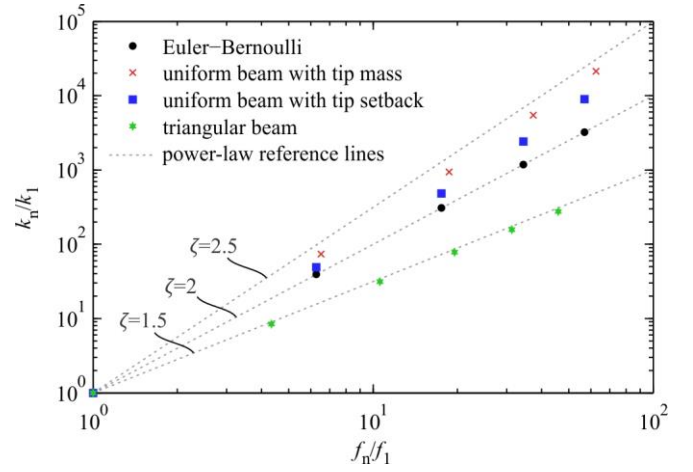 10^5
10^4
10^3
10^2
10^1
10^0
k_n/k_1
Euler−Bernoulli
uniform beam with tip mass
uniform beam with tip setback
triangular beam
power-law reference lines
ζ=2.5
ζ=2
ζ=1.5
10^0
10^1
10^2
f_n/f_1